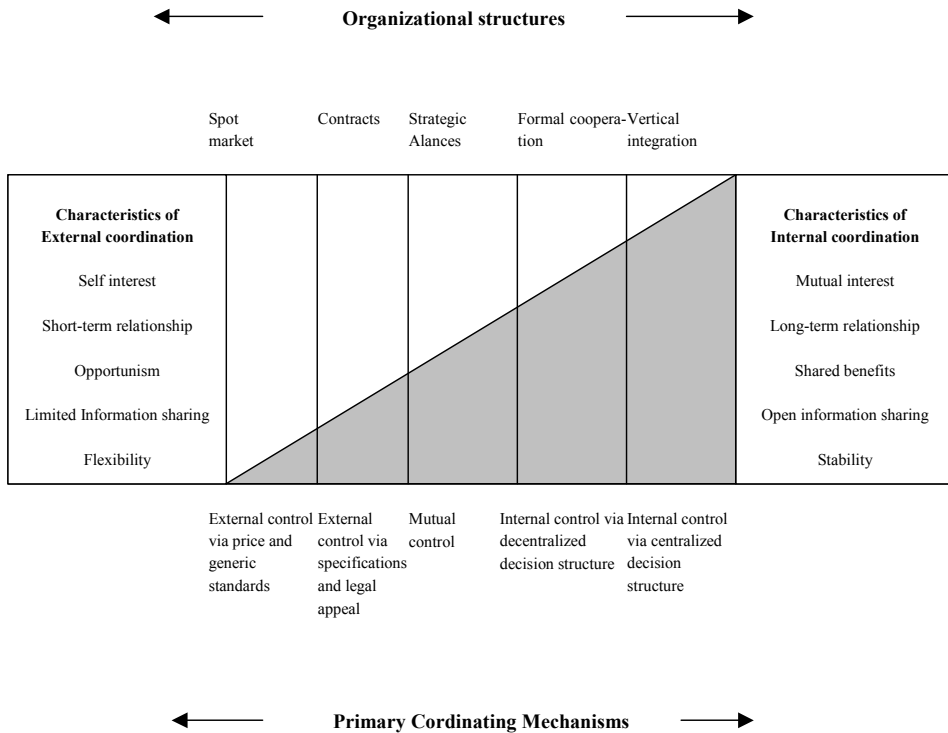 Organizational structures
Spot
market
Contracts
Strategic
Alances
Formal coopera-
tion
Vertical
integration
Characteristics of
External coordination
Self interest
Short-term relationship
Opportunism
Limited Information sharing
Flexibility
Characteristics of
Internal coordination
Mutual interest
Long-term relationship
Shared benefits
Open information sharing
Stability
External control
via price and
generic
standards
External
control via
specifications
and legal
appeal
Mutual
control
Internal control via
decentralized
decision structure
Internal control
via centralized
decision
structure
Primary Cordinating Mechanisms